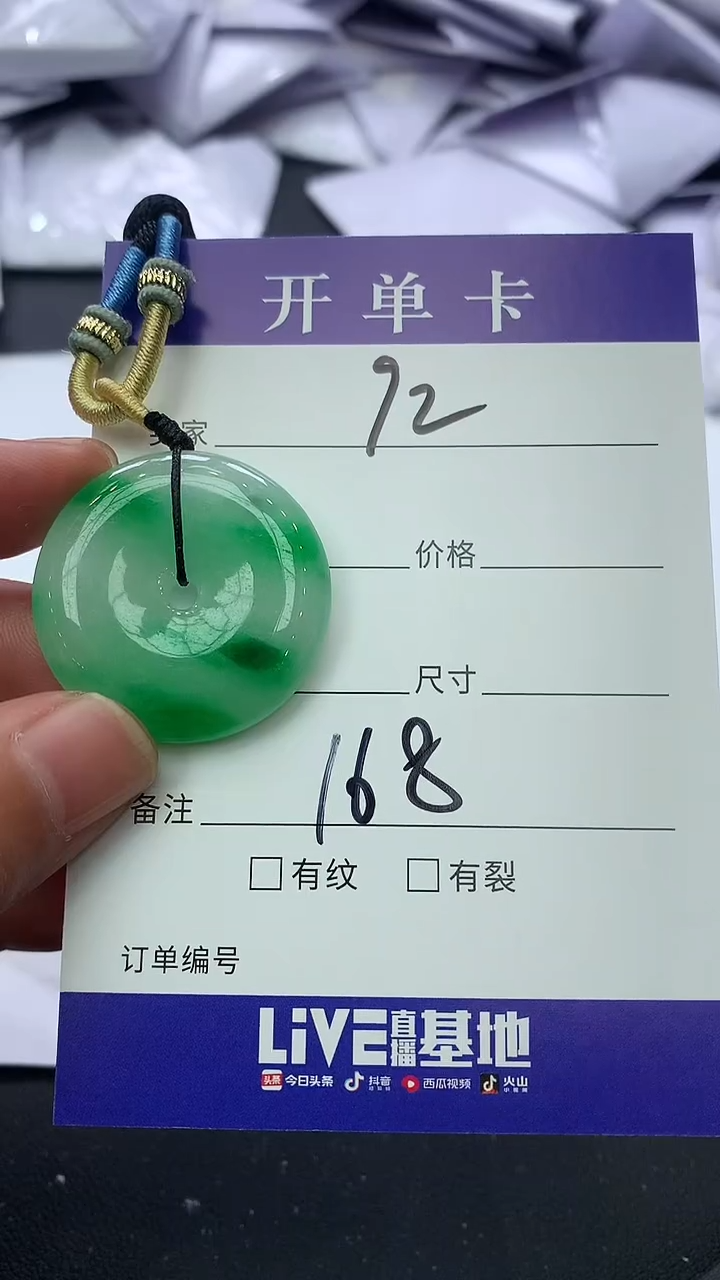 开单卡
92
家
价格
尺寸
168
备注
□有纹 □有裂
订单编号
LiVE直播基地
头条 今日头条 抖音 西瓜视频 火山